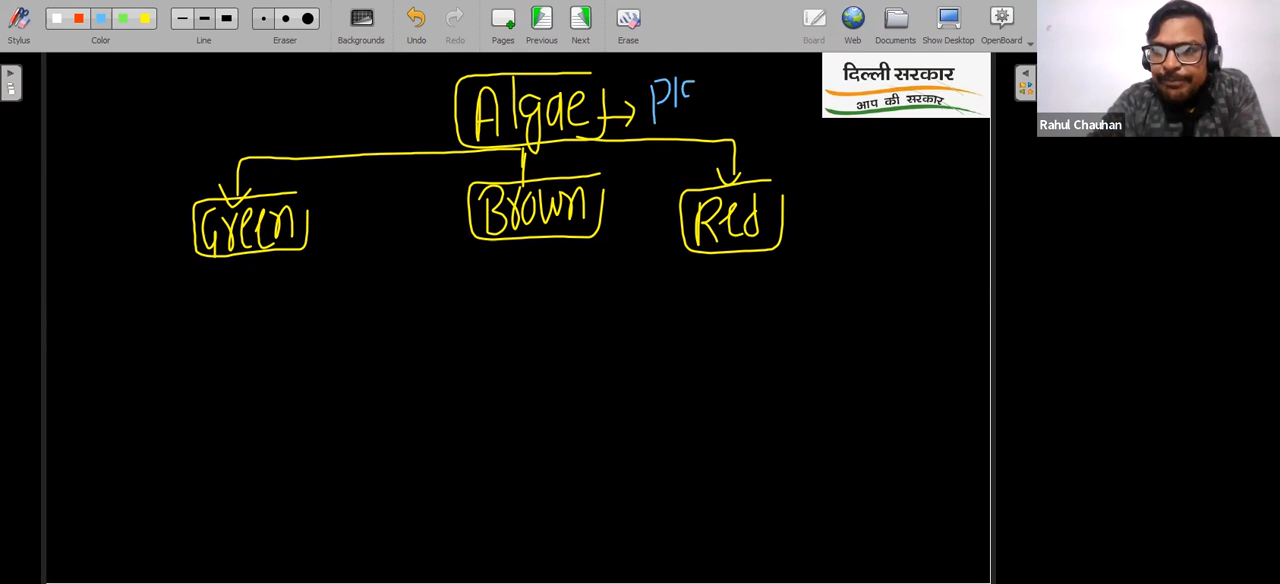 Stylus Color Line Eraser Backgrounds Undo Redo Pages Previous Next Erase Board Web Documents Show Desktop OpenBoard
दिल्ली सरकार
आप की सरकार
Rahul Chauhan
Algae
Green Brown Red